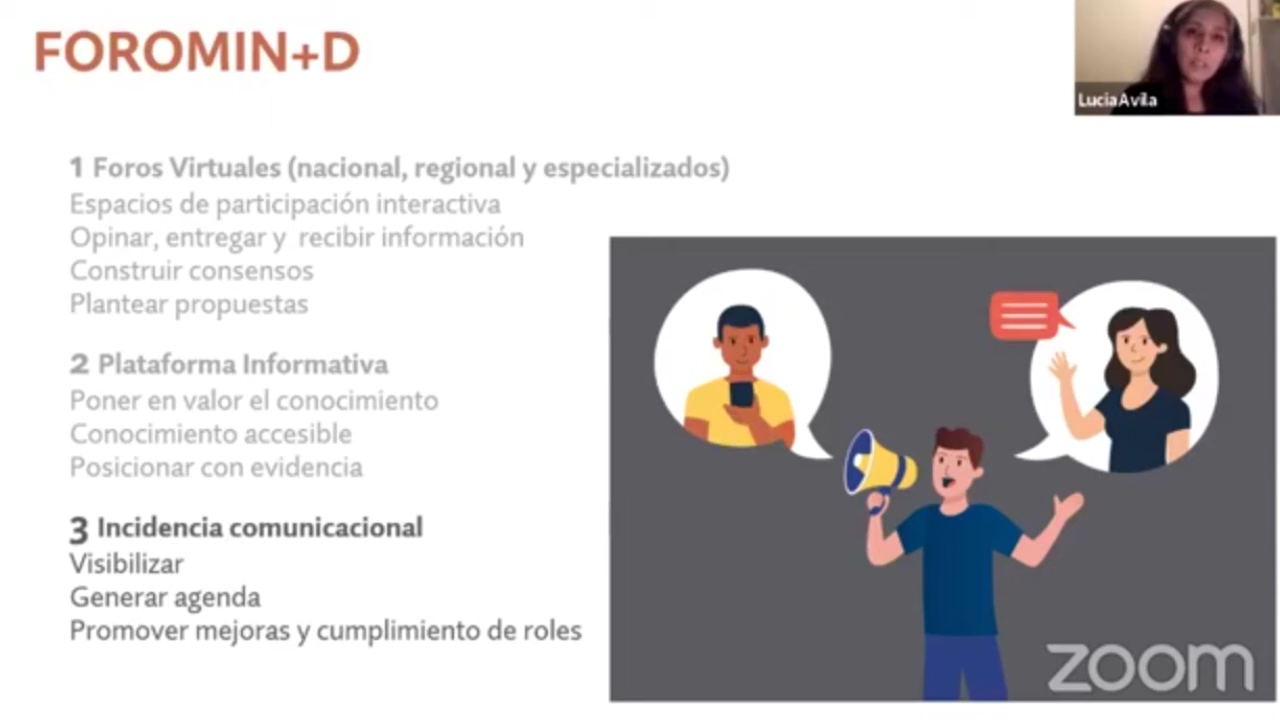 FOROMIN+D
LuciaAvila
1 Foros Virtuales (nacional, regional y especializados)
Espacios de participación interactiva
Opinar, entregar y recibir información
Construir consensos
Plantear propuestas
2 Plataforma Informativa
Poner en valor el conocimiento
Conocimiento accesible
Posicionar con evidencia
3 Incidencia comunicacional
Visibilizar
Generar agenda
Promover mejoras y cumplimiento de roles
zoom